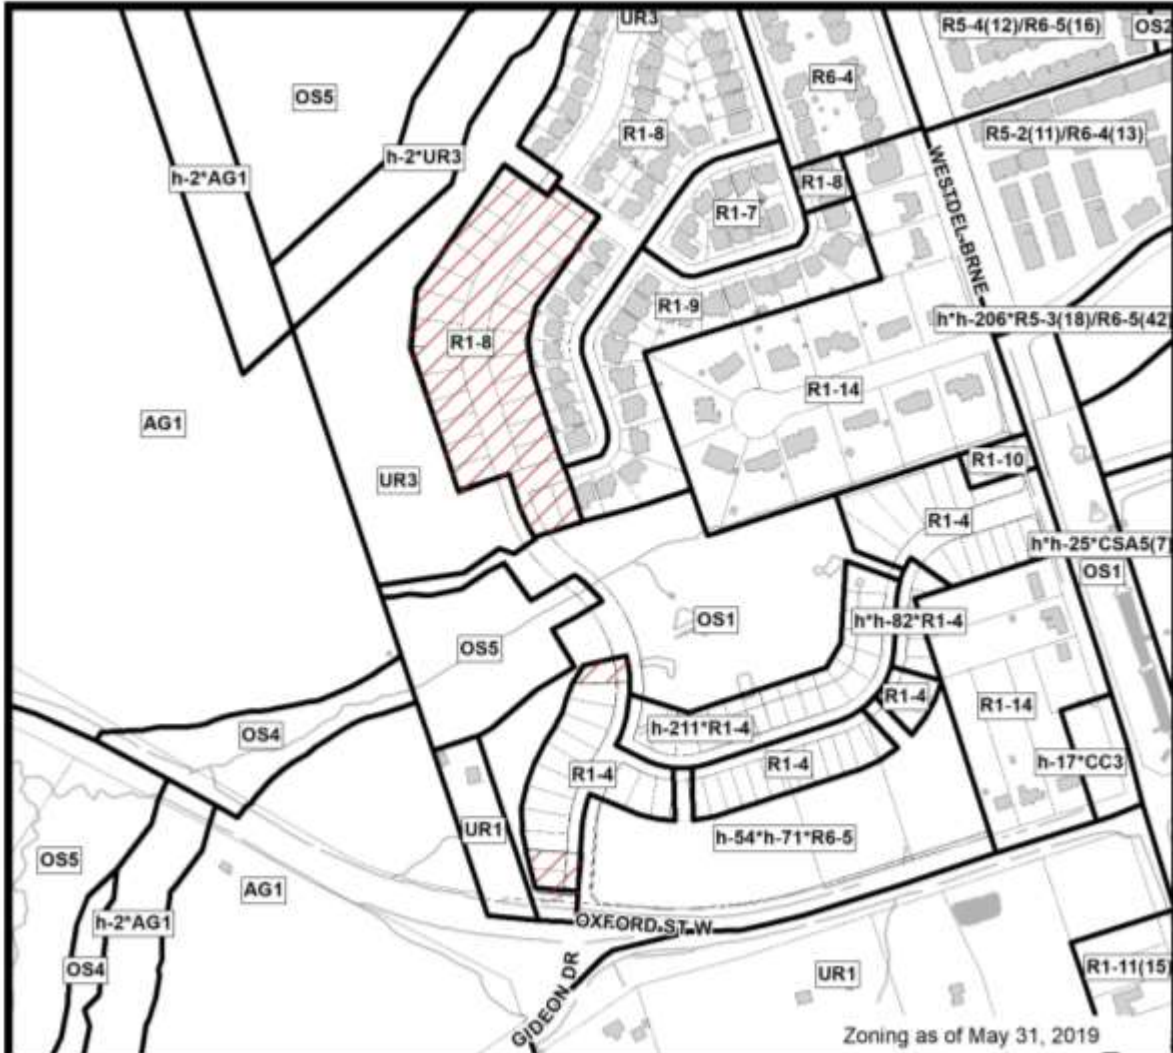 UR3
R5-4(12)/R6-5(16)
OS2
R6-4
OS5
R1-8
R5-2(11)/R6-4(13)
h-2*UR3
h-2*AG1
R1-8
WESTDEL BRNE
R1-7
R1-9
h*h-206*R5-3(18)/R6-5(42)
R1-8
R1-14
AG1
R1-10
UR3
R1-4
h*h-25*CSA5(7)
OS1
OS1
h*h-82*R1-4
OS5
R1-4
R1-14
h-211*R1-4
OS4
R1-4
R1-4
h-17*CC3
UR1
h-54*h-71*R6-5
OS5
AG1
h-2*AG1
OXFORD ST W
OS4
GIDEON DR
UR1
R1-11(15)
Zoning as of May 31, 2019